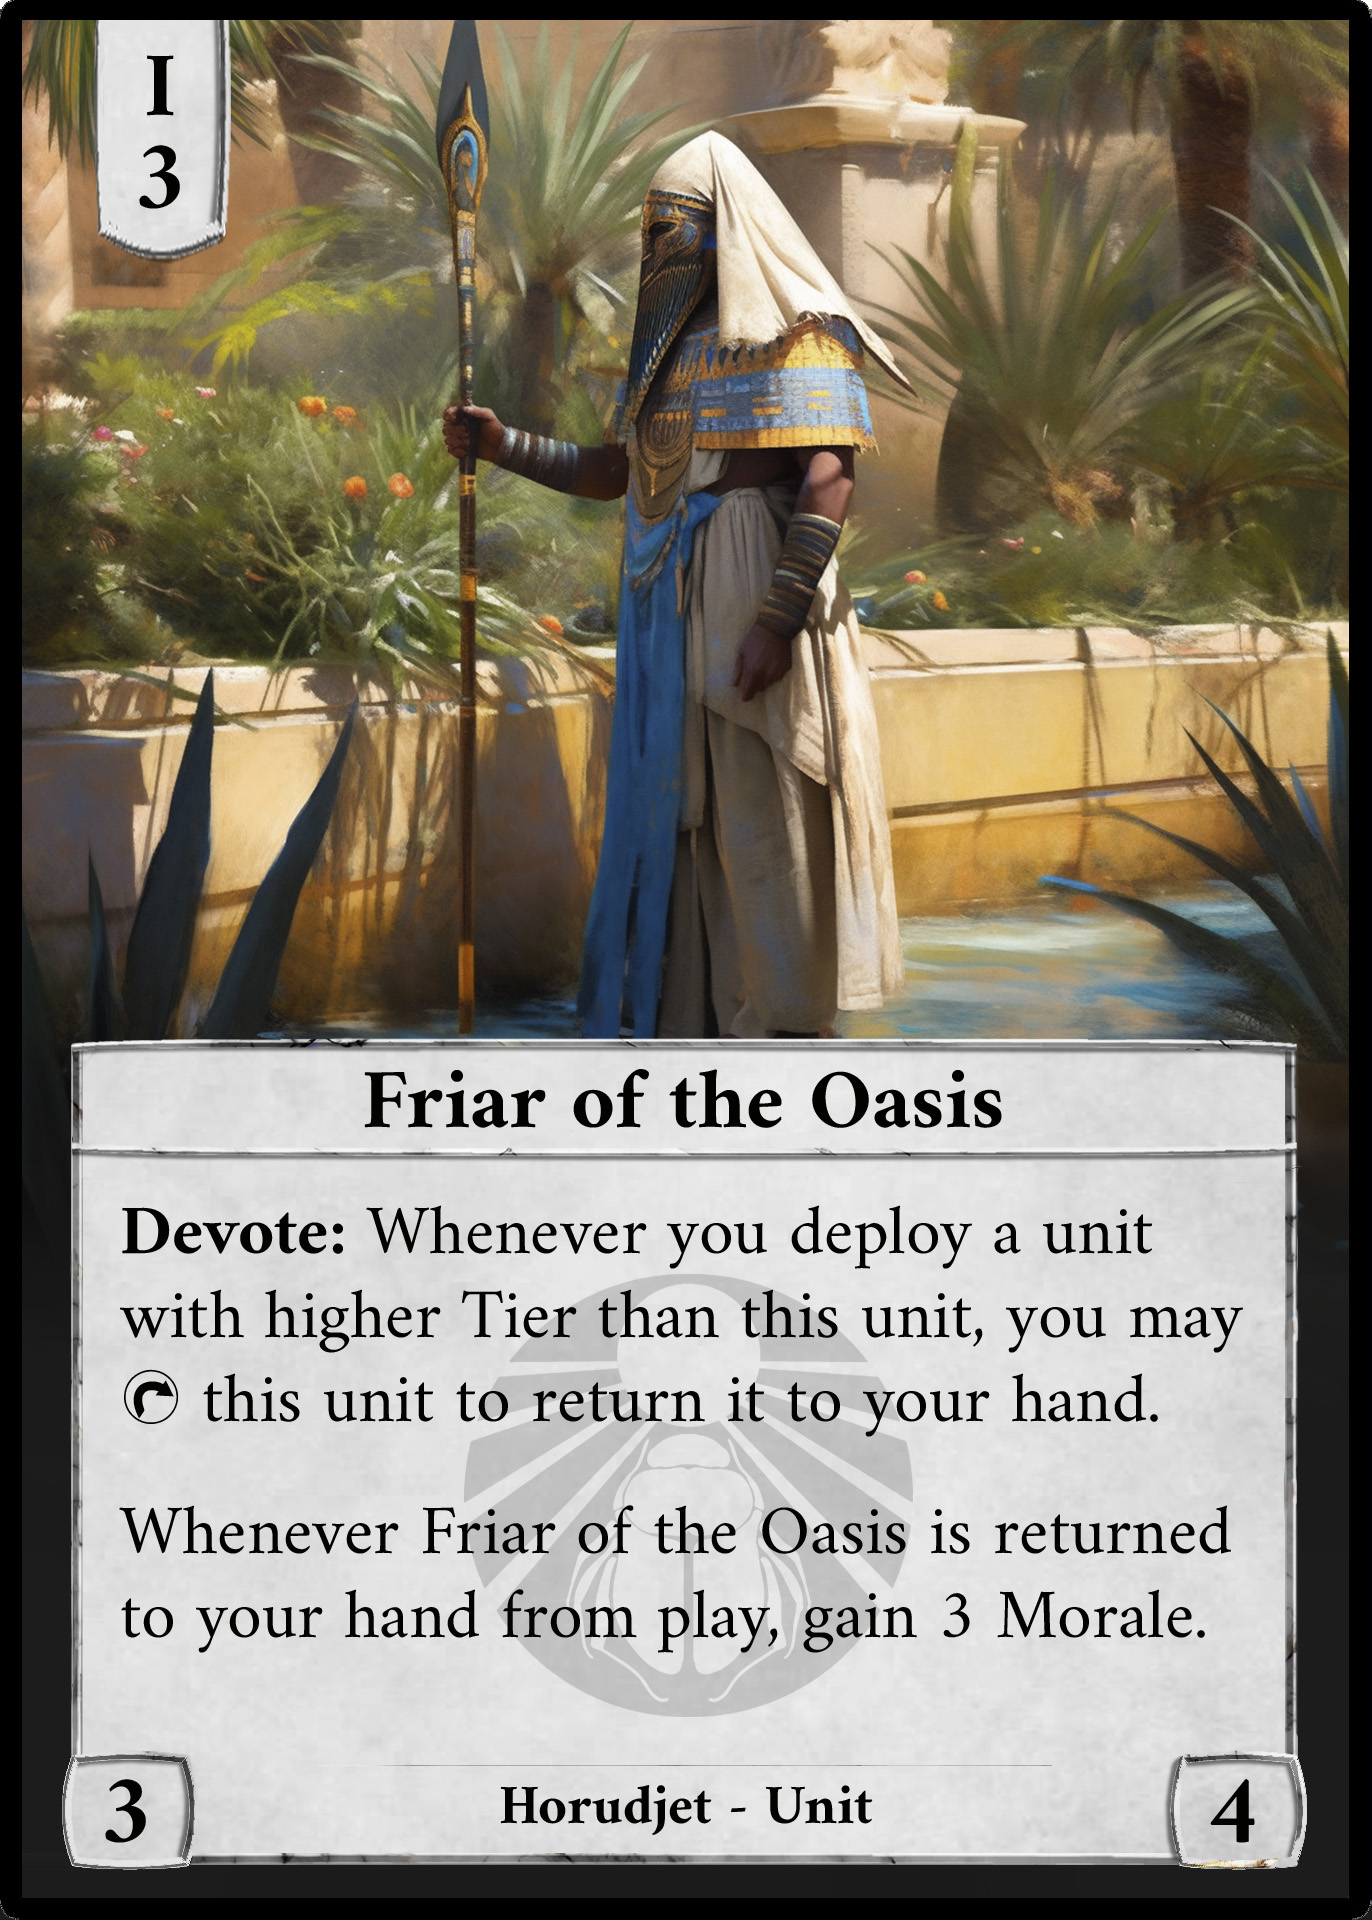 I
3
Friar of the Oasis
Devote: Whenever you deploy a unit
with higher Tier than this unit, you may
this unit to return it to your hand.
Whenever Friar of the Oasis is returned
to your hand from play, gain 3 Morale.
3
Horudjet - Unit
4